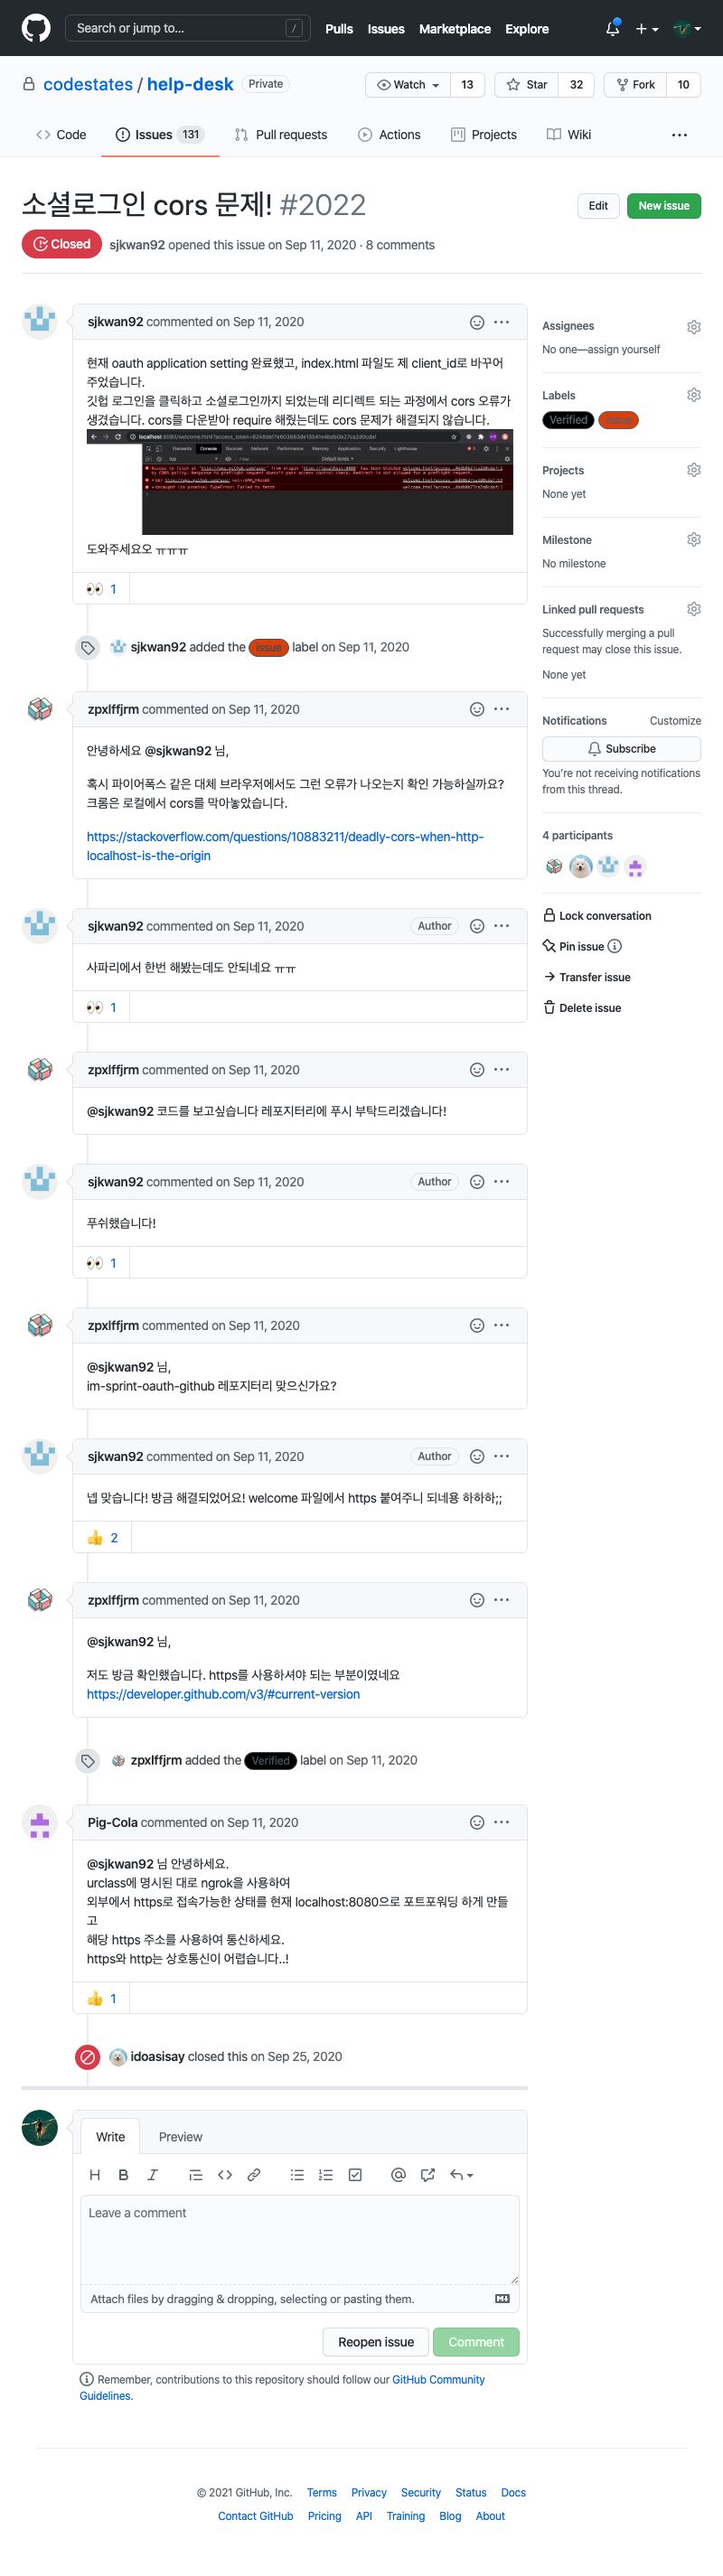 Search or jump to...
/
Pulls Issues Marketplace Explore
codestates / help-desk Private
Watch 13
Star 32
Fork 10
Code
Issues 131
Pull requests
Actions
Projects
Wiki
소셜로그인 cors 문제! #2022
Edit
New issue
Closed
sjkwan92 opened this issue on Sep 11, 2020 · 8 comments
sjkwan92 commented on Sep 11, 2020
현재 oauth application setting 완료했고, index.html 파일도 제 client_id로 바꾸어
주었습니다.
깃헙 로그인을 클릭하고 소셜로그인까지 되었는데 리디렉트 되는 과정에서 cors 오류가
생겼습니다. cors를 다운받아 require 해줬는데도 cors 문제가 해결되지 않습니다.
도와주세요오 ㅠㅠㅠ
👀 1
sjkwan92 added the issue label on Sep 11, 2020
zpxlffjrm commented on Sep 11, 2020
안녕하세요 @sjkwan92 님,
혹시 파이어폭스 같은 대체 브라우저에서도 그런 오류가 나오는지 확인 가능하실까요?
크롬은 로컬에서 cors를 막아놓았습니다.
https://stackoverflow.com/questions/10883211/deadly-cors-when-http-
localhost-is-the-origin
sjkwan92 commented on Sep 11, 2020
Author
사파리에서 한번 해봤는데도 안되네요 ㅠㅠ
👀 1
zpxlffjrm commented on Sep 11, 2020
@sjkwan92 코드를 보고싶습니다 레포지터리에 푸시 부탁드리겠습니다!
sjkwan92 commented on Sep 11, 2020
Author
푸쉬했습니다!
👀 1
zpxlffjrm commented on Sep 11, 2020
@sjkwan92 님,
im-sprint-oauth-github 레포지터리 맞으신가요?
sjkwan92 commented on Sep 11, 2020
Author
넵 맞습니다! 방금 해결되었어요! welcome 파일에서 https 붙여주니 되네용 하하하;;
👍 2
zpxlffjrm commented on Sep 11, 2020
@sjkwan92 님,
저도 방금 확인했습니다. https를 사용하셔야 되는 부분이였네요
https://developer.github.com/v3/#current-version
zpxlffjrm added the Verified label on Sep 11, 2020
Pig-Cola commented on Sep 11, 2020
@sjkwan92 님 안녕하세요.
urclass에 명시된 대로 ngrok을 사용하여
외부에서 https로 접속가능한 상태를 현재 localhost:8080으로 포트포워딩 하게 만들
고
해당 https 주소를 사용하여 통신하세요.
https와 http는 상호통신이 어렵습니다..!
👍 1
idoasisay closed this on Sep 25, 2020
Write
Preview
Leave a comment
Attach files by dragging & dropping, selecting or pasting them.
Reopen issue
Comment
Remember, contributions to this repository should follow our GitHub Community
Guidelines.
Assignees
No one—assign yourself
Labels
Verified issue
Projects
None yet
Milestone
No milestone
Linked pull requests
Successfully merging a pull
request may close this issue.
None yet
Notifications
Customize
Subscribe
You're not receiving notifications
from this thread.
4 participants
Lock conversation
Pin issue
Transfer issue
Delete issue
© 2021 GitHub, Inc. Terms Privacy Security Status Docs
Contact GitHub Pricing API Training Blog About